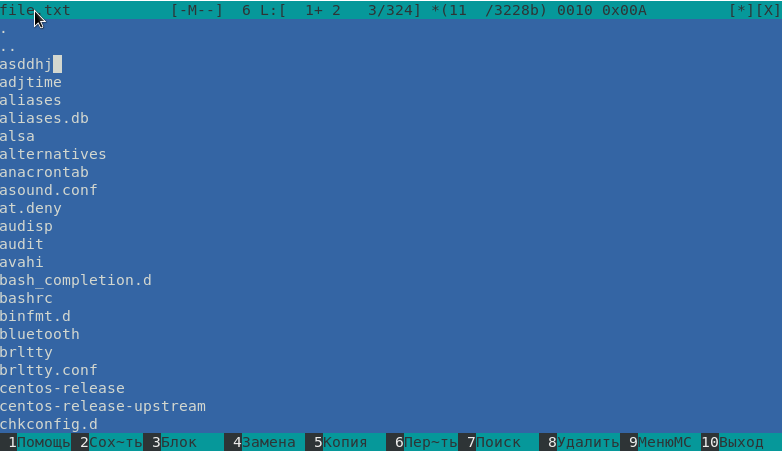 file.txt [-M--] 6 L:[ 1+ 2 3/324] *(11 /3228b) 0010 0x00A [*][X]
.
..
asddhj
adjtime
aliases
aliases.db
alsa
alternatives
anacrontab
asound.conf
at.deny
audisp
audit
avahi
bash_completion.d
bashrc
binfmt.d
bluetooth
brltty
brltty.conf
centos-release
centos-release-upstream
chkconfig.d
1Помощь 2Сох~ть 3Блок 4Замена 5Копия 6Пер~ть 7Поиск 8Удалить 9МенюMC 10Выход